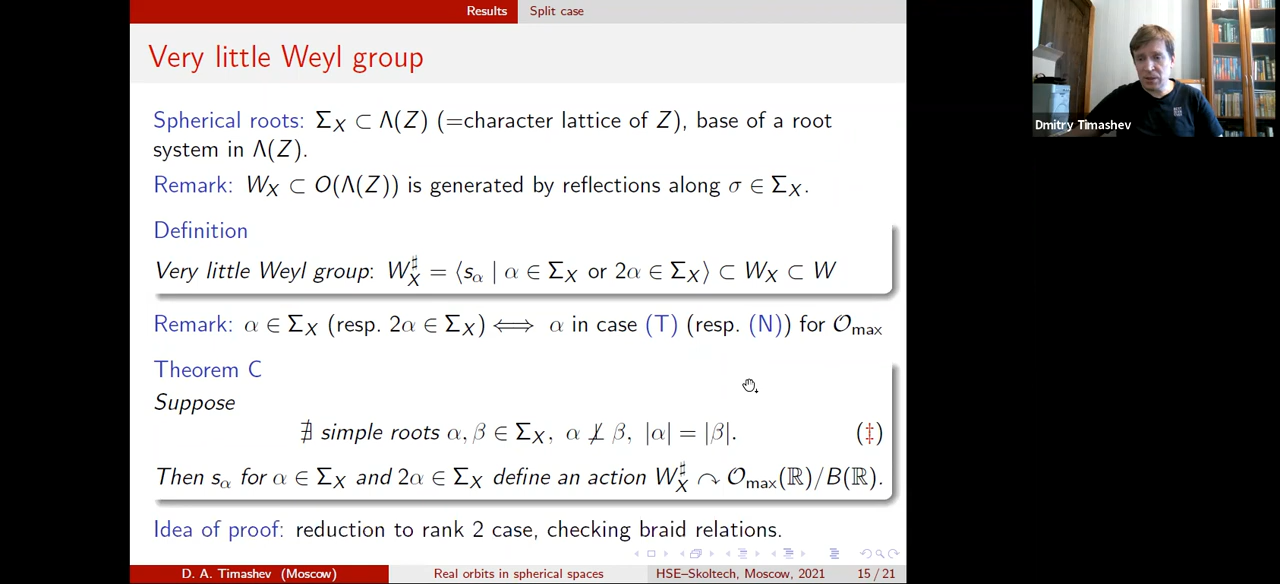 Results Split case
Very little Weyl group
Dmitry Timashev
Spherical roots: Σ_X ⊂ Λ(Z) (=character lattice of Z), base of a root
system in Λ(Z).
Remark: W_X ⊂ O(Λ(Z)) is generated by reflections along σ ∈ Σ_X.
Definition
Very little Weyl group: W_X^♯ = ⟨s_α | α ∈ Σ_X or 2α ∈ Σ_X⟩ ⊂ W_X ⊂ W
Remark: α ∈ Σ_X (resp. 2α ∈ Σ_X) ⟺ α in case (T) (resp. (N)) for 𝒪_max
Theorem C
Suppose
∄ simple roots α, β ∈ Σ_X, α ⊥̸ β, |α| = |β|. (‡)
Then s_α for α ∈ Σ_X and 2α ∈ Σ_X define an action W_X^♯ ↷ 𝒪_max(ℝ)/B(ℝ).
Idea of proof: reduction to rank 2 case, checking braid relations.
D. A. Timashev (Moscow) Real orbits in spherical spaces HSE–Skoltech, Moscow, 2021 15 / 21